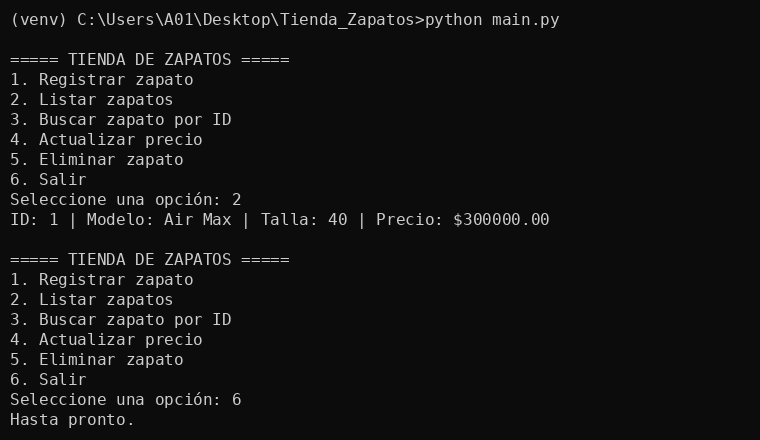 (venv) C:\Users\A01\Desktop\Tienda_Zapatos>python main.py
===== TIENDA DE ZAPATOS =====
1. Registrar zapato
2. Listar zapatos
3. Buscar zapato por ID
4. Actualizar precio
5. Eliminar zapato
6. Salir
Seleccione una opción: 2
ID: 1 | Modelo: Air Max | Talla: 40 | Precio: $300000.00
===== TIENDA DE ZAPATOS =====
1. Registrar zapato
2. Listar zapatos
3. Buscar zapato por ID
4. Actualizar precio
5. Eliminar zapato
6. Salir
Seleccione una opción: 6
Hasta pronto.